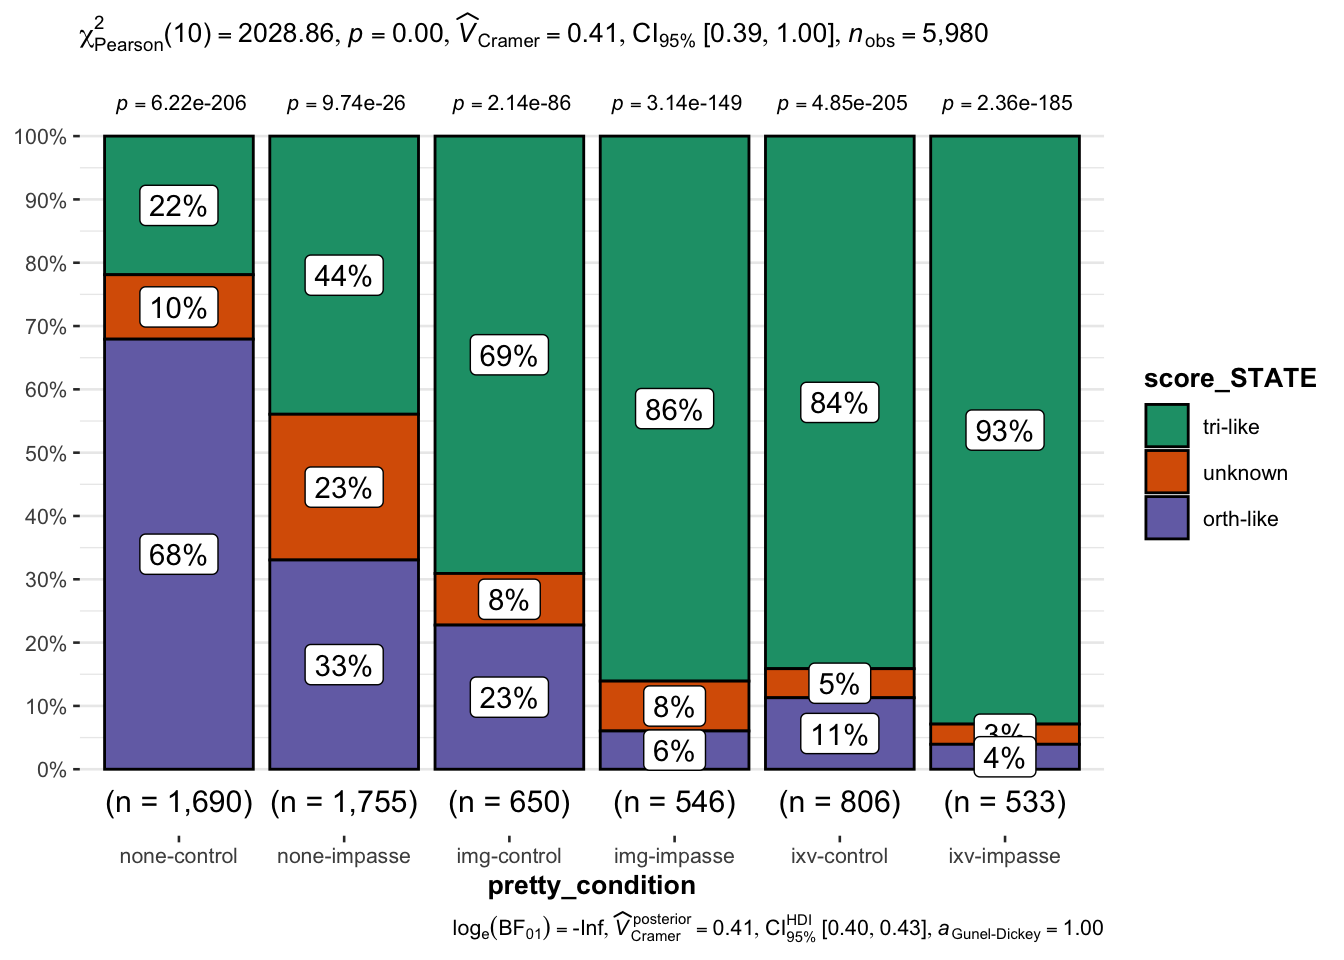 χ²Pearson(10) = 2028.86, p = 0.00, V̂Cramer = 0.41, CI95% [0.39, 1.00], nobs = 5,980
p = 6.22e-206 p = 9.74e-26 p = 2.14e-86 p = 3.14e-149 p = 4.85e-205 p = 2.36e-185
100%
90%
80%
70%
60%
50%
40%
30%
20%
10%
0%
22%
10%
68%
44%
23%
33%
69%
8%
23%
86%
8%
6%
84%
5%
11%
93%
3%
4%
(n = 1,690) (n = 1,755) (n = 650) (n = 546) (n = 806) (n = 533)
none-control none-impasse img-control img-impasse ixv-control ixv-impasse
pretty_condition
score_STATE
tri-like
unknown
orth-like
loge(BF01) = -Inf, V̂posteriorCramer = 0.41, CIHDI95% [0.40, 0.43], aGunel-Dickey = 1.00